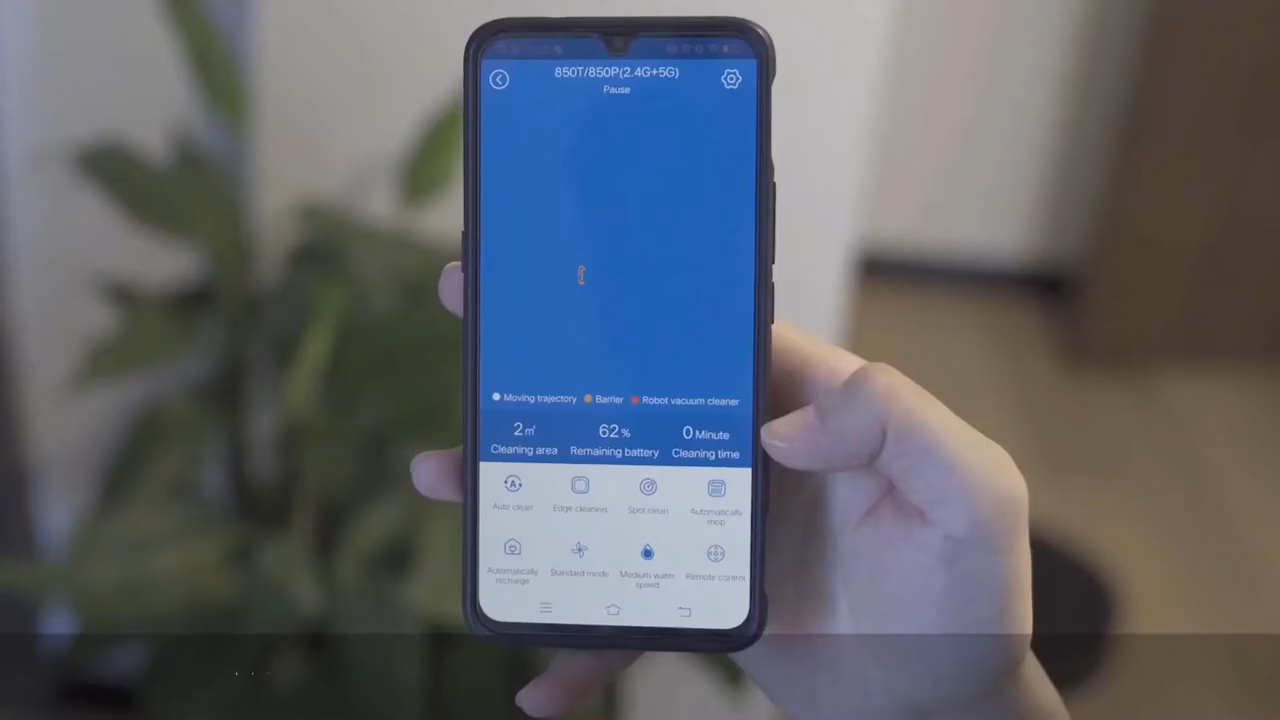 850T/850P(2.4G+5G)
Pause
Moving trajectory Barrier Robot vacuum cleaner
2㎡ 62% 0 Minute
Cleaning area Remaining battery Cleaning time
A
Auto clean Edge cleaning Spot clean Automatically mop
Automatically recharge Standard mode Medium water speed Remote control